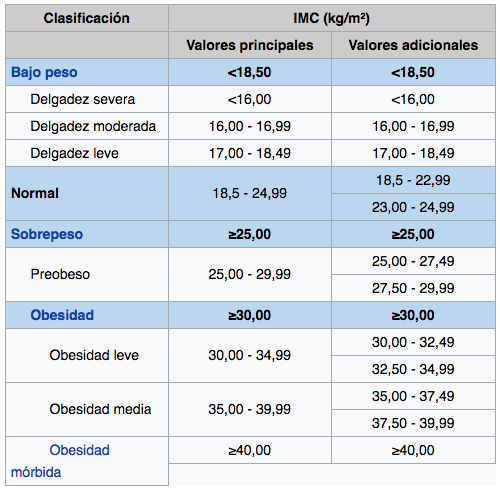 Clasificación IMC (kg/m²)
Valores principales Valores adicionales
Bajo peso <18,50 <18,50
Delgadez severa <16,00 <16,00
Delgadez moderada 16,00 - 16,99 16,00 - 16,99
Delgadez leve 17,00 - 18,49 17,00 - 18,49
Normal 18,5 - 24,99 18,5 - 22,99
23,00 - 24,99
Sobrepeso ≥25,00 ≥25,00
Preobeso 25,00 - 29,99 25,00 - 27,49
27,50 - 29,99
Obesidad ≥30,00 ≥30,00
Obesidad leve 30,00 - 34,99 30,00 - 32,49
32,50 - 34,99
Obesidad media 35,00 - 39,99 35,00 - 37,49
37,50 - 39,99
Obesidad ≥40,00 ≥40,00
mórbida